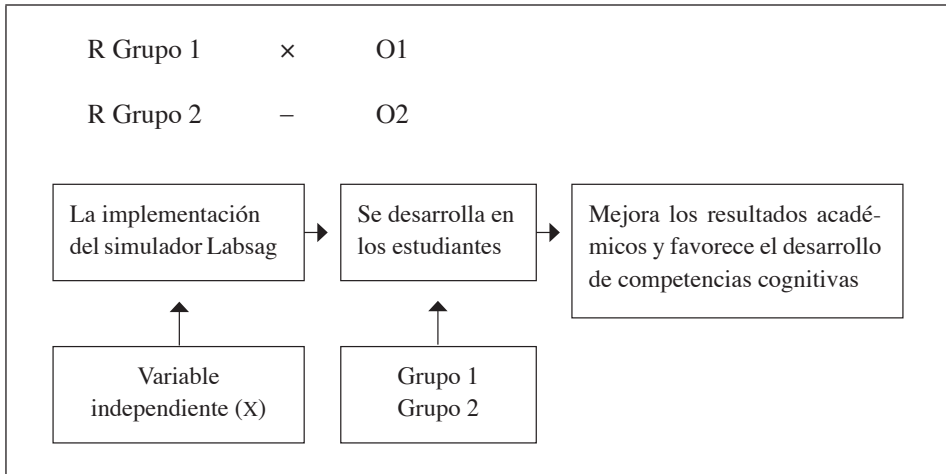 R Grupo 1 × O1
R Grupo 2 – O2
La implementación
del simulador Labsag
Se desarrolla en
los estudiantes
Mejora los resultados acadé-
micos y favorece el desarrollo
de competencias cognitivas
Variable
independiente (X)
Grupo 1
Grupo 2